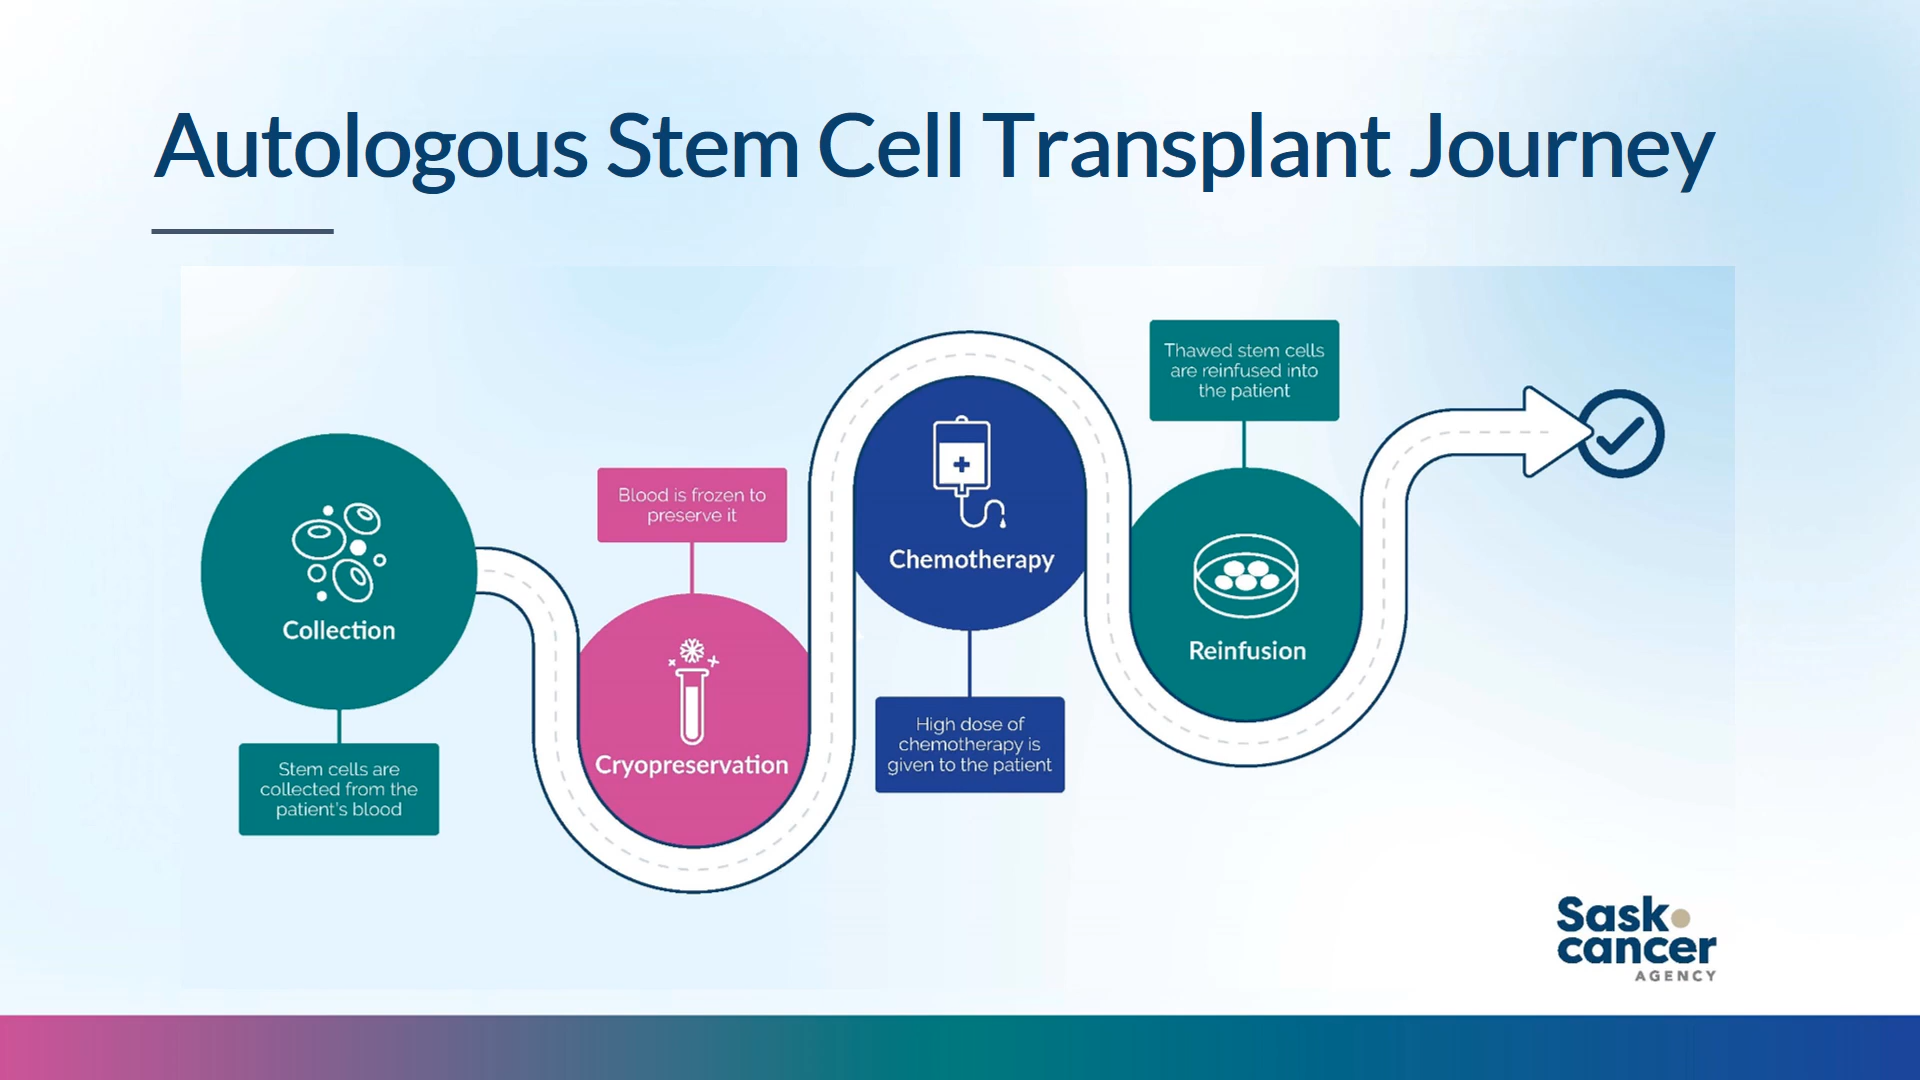 Autologous Stem Cell Transplant Journey
Collection
Stem cells are
collected from the
patient's blood
Blood is frozen to
preserve it
Cryopreservation
Chemotherapy
High dose of
chemotherapy is
given to the patient
Thawed stem cells
are reinfused into
the patient
Reinfusion
Sask
cancer
AGENCY